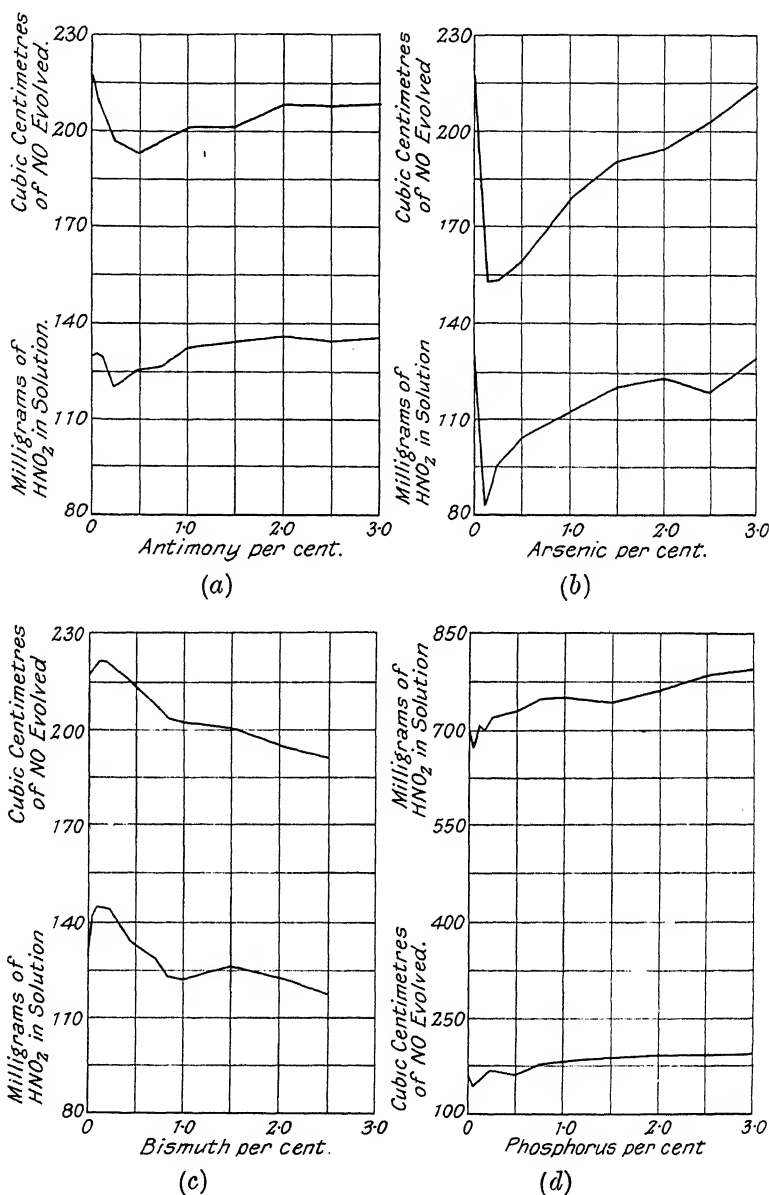 Cubic Centimetres
of NO Evolved.
Milligrams of
HNO₂ in Solution.
230
200
170
140
170
80
0
1·0
2·0
3·0
Antimony per cent.
(a)
Cubic Centimetres
of NO Evolved
Milligrams of
HNO₂ in Solution
230
200
170
140
110
80
0
1·0
2·0
3·0
Arsenic per cent.
(b)
Cubic Centimetres
of NO Evolved
Milligrams of
HNO₂ in Solution
230
200
170
140
170
80
0
1·0
2·0
3·0
Bismuth per cent.
(c)
Milligrams of
HNO₂ in Solution
Cubic Centimetres
of NO Evolved.
850
700
550
400
250
100
0
1·0
2·0
3·0
Phosphorus per cent
(d)